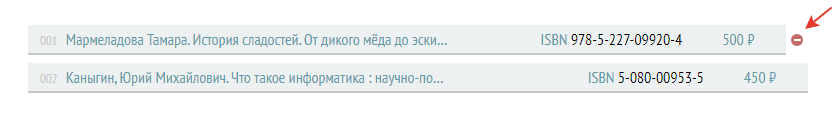 001 Мармеладова Тамара. История сладостей. От дикого мёда до эски... ISBN 978-5-227-09920-4 500 ₽
002 Каныгин, Юрий Михайлович. Что такое информатика : научно-по... ISBN 5-080-00953-5 450 ₽